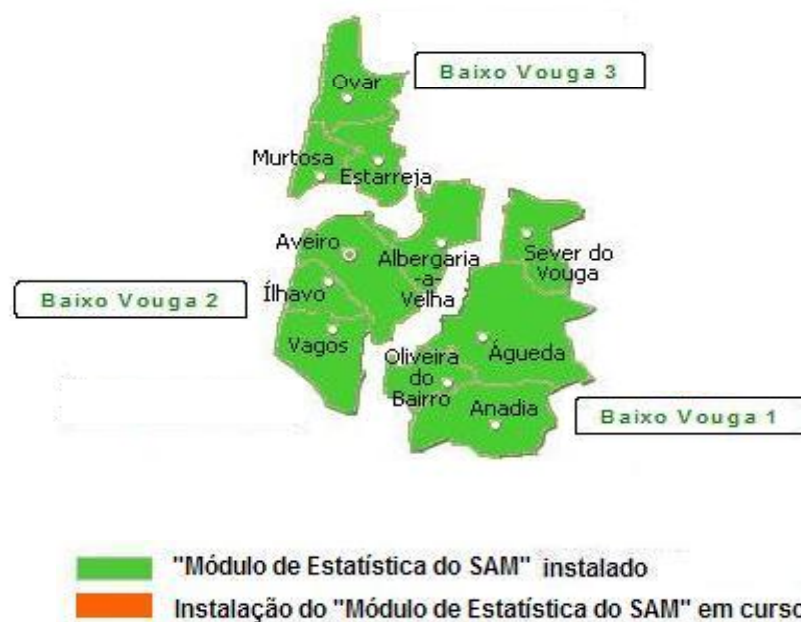 Baixo Vouga 3
Ovar
Murtosa
Estarreja
Aveiro
Albergaria
-a-
Velha
Sever do
Vouga
Baixo Vouga 2
Ílhavo
Vagos
Oliveira
do
Bairro
Águeda
Anadia
Baixo Vouga 1
"Módulo de Estatística do SAM" instalado
Instalação do "Módulo de Estatística do SAM" em curso